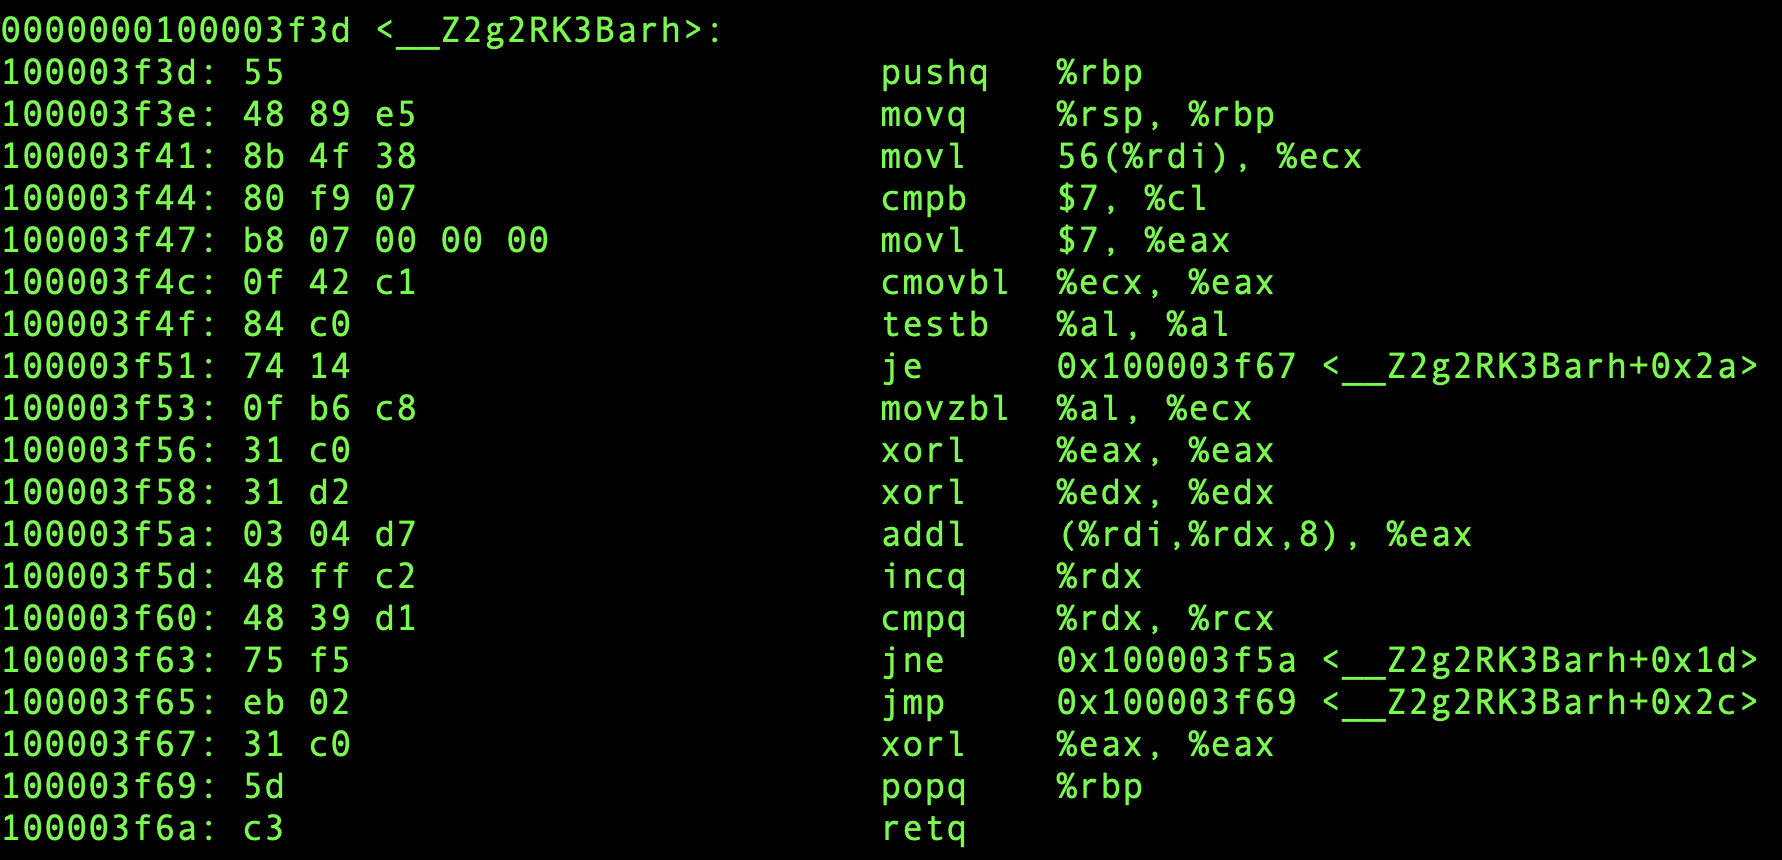 0000000100003f3d <__Z2g2RK3Barh>:
100003f3d: 55 pushq %rbp
100003f3e: 48 89 e5 movq %rsp, %rbp
100003f41: 8b 4f 38 movl 56(%rdi), %ecx
100003f44: 80 f9 07 cmpb $7, %cl
100003f47: b8 07 00 00 00 movl $7, %eax
100003f4c: 0f 42 c1 cmovbl %ecx, %eax
100003f4f: 84 c0 testb %al, %al
100003f51: 74 14 je 0x100003f67 <__Z2g2RK3Barh+0x2a>
100003f53: 0f b6 c8 movzbl %al, %ecx
100003f56: 31 c0 xorl %eax, %eax
100003f58: 31 d2 xorl %edx, %edx
100003f5a: 03 04 d7 addl (%rdi,%rdx,8), %eax
100003f5d: 48 ff c2 incq %rdx
100003f60: 48 39 d1 cmpq %rdx, %rcx
100003f63: 75 f5 jne 0x100003f5a <__Z2g2RK3Barh+0x1d>
100003f65: eb 02 jmp 0x100003f69 <__Z2g2RK3Barh+0x2c>
100003f67: 31 c0 xorl %eax, %eax
100003f69: 5d popq %rbp
100003f6a: c3 retq